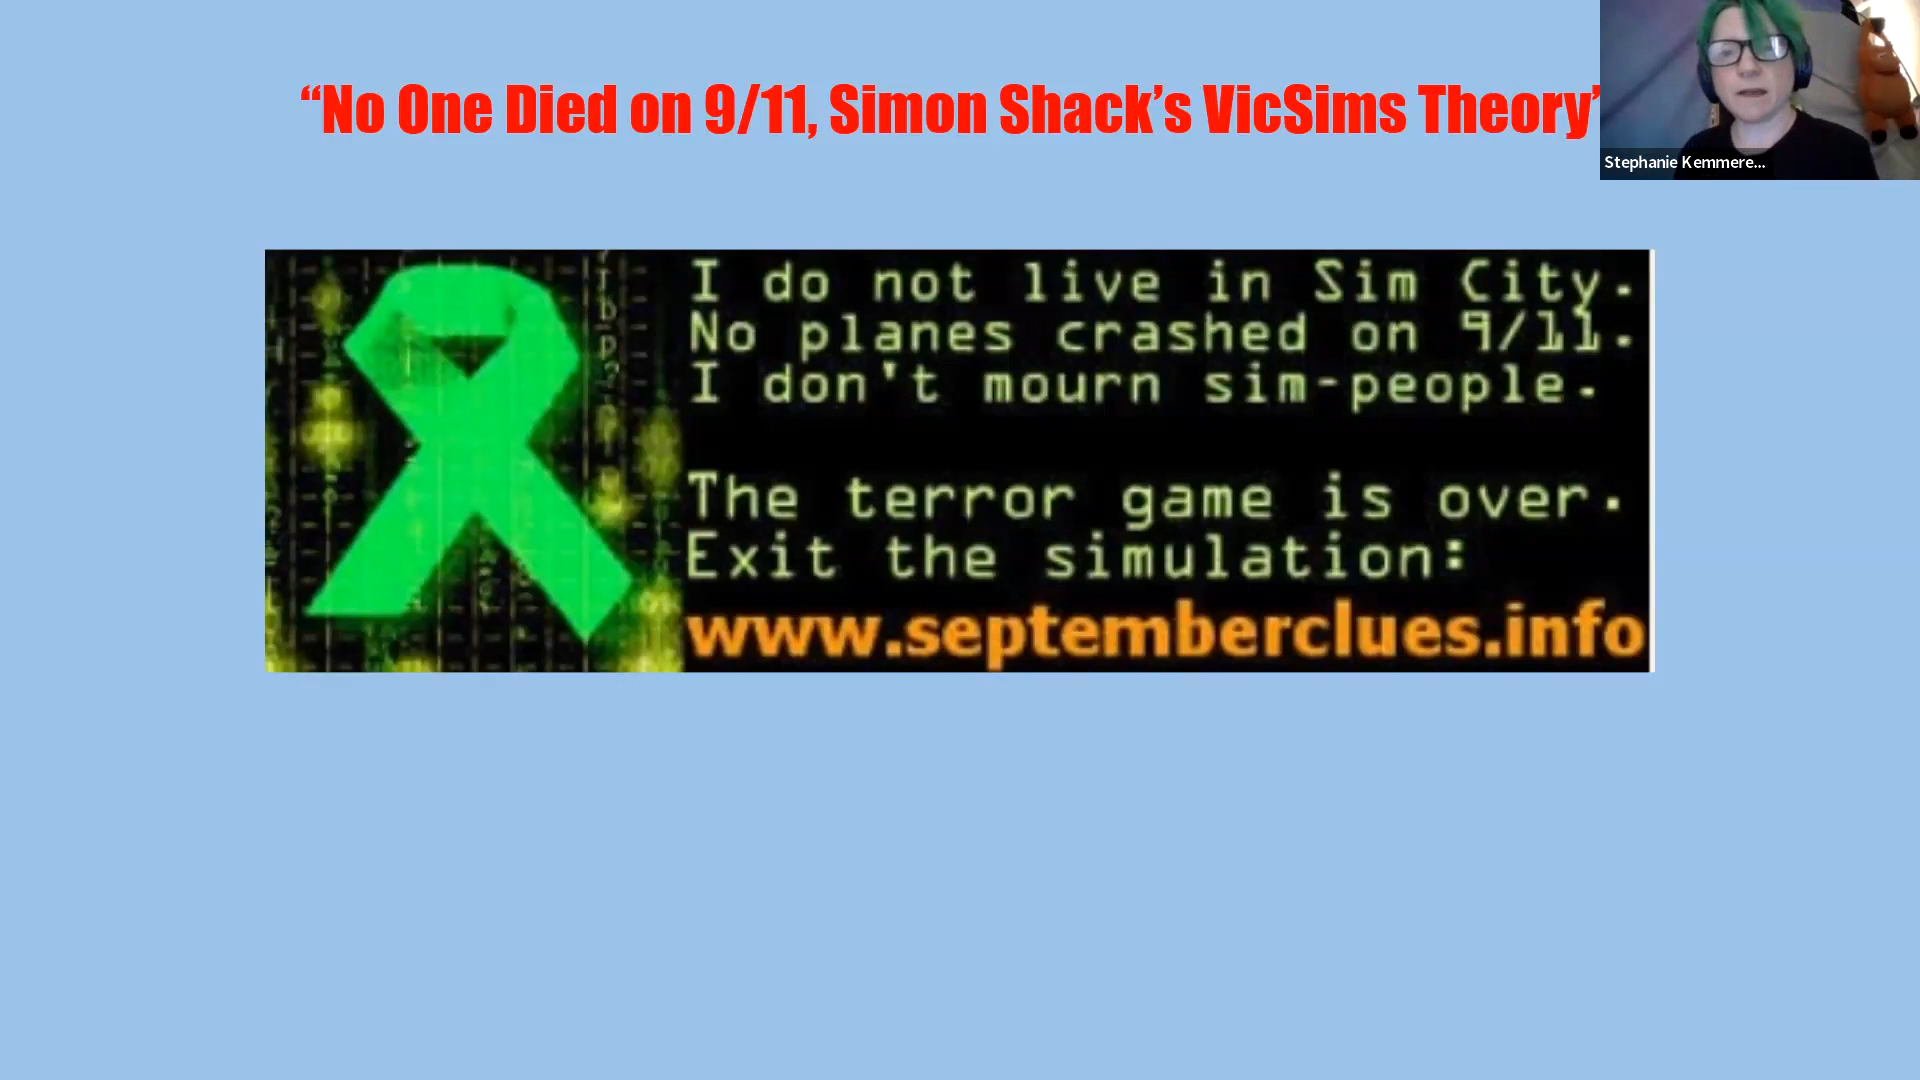 “No One Died on 9/11, Simon Shack’s VicSims Theory”
Stephanie Kemmere...
I do not live in Sim City.
No planes crashed on 9/11.
I don't mourn sim-people.
The terror game is over.
Exit the simulation:
www.septemberclues.info